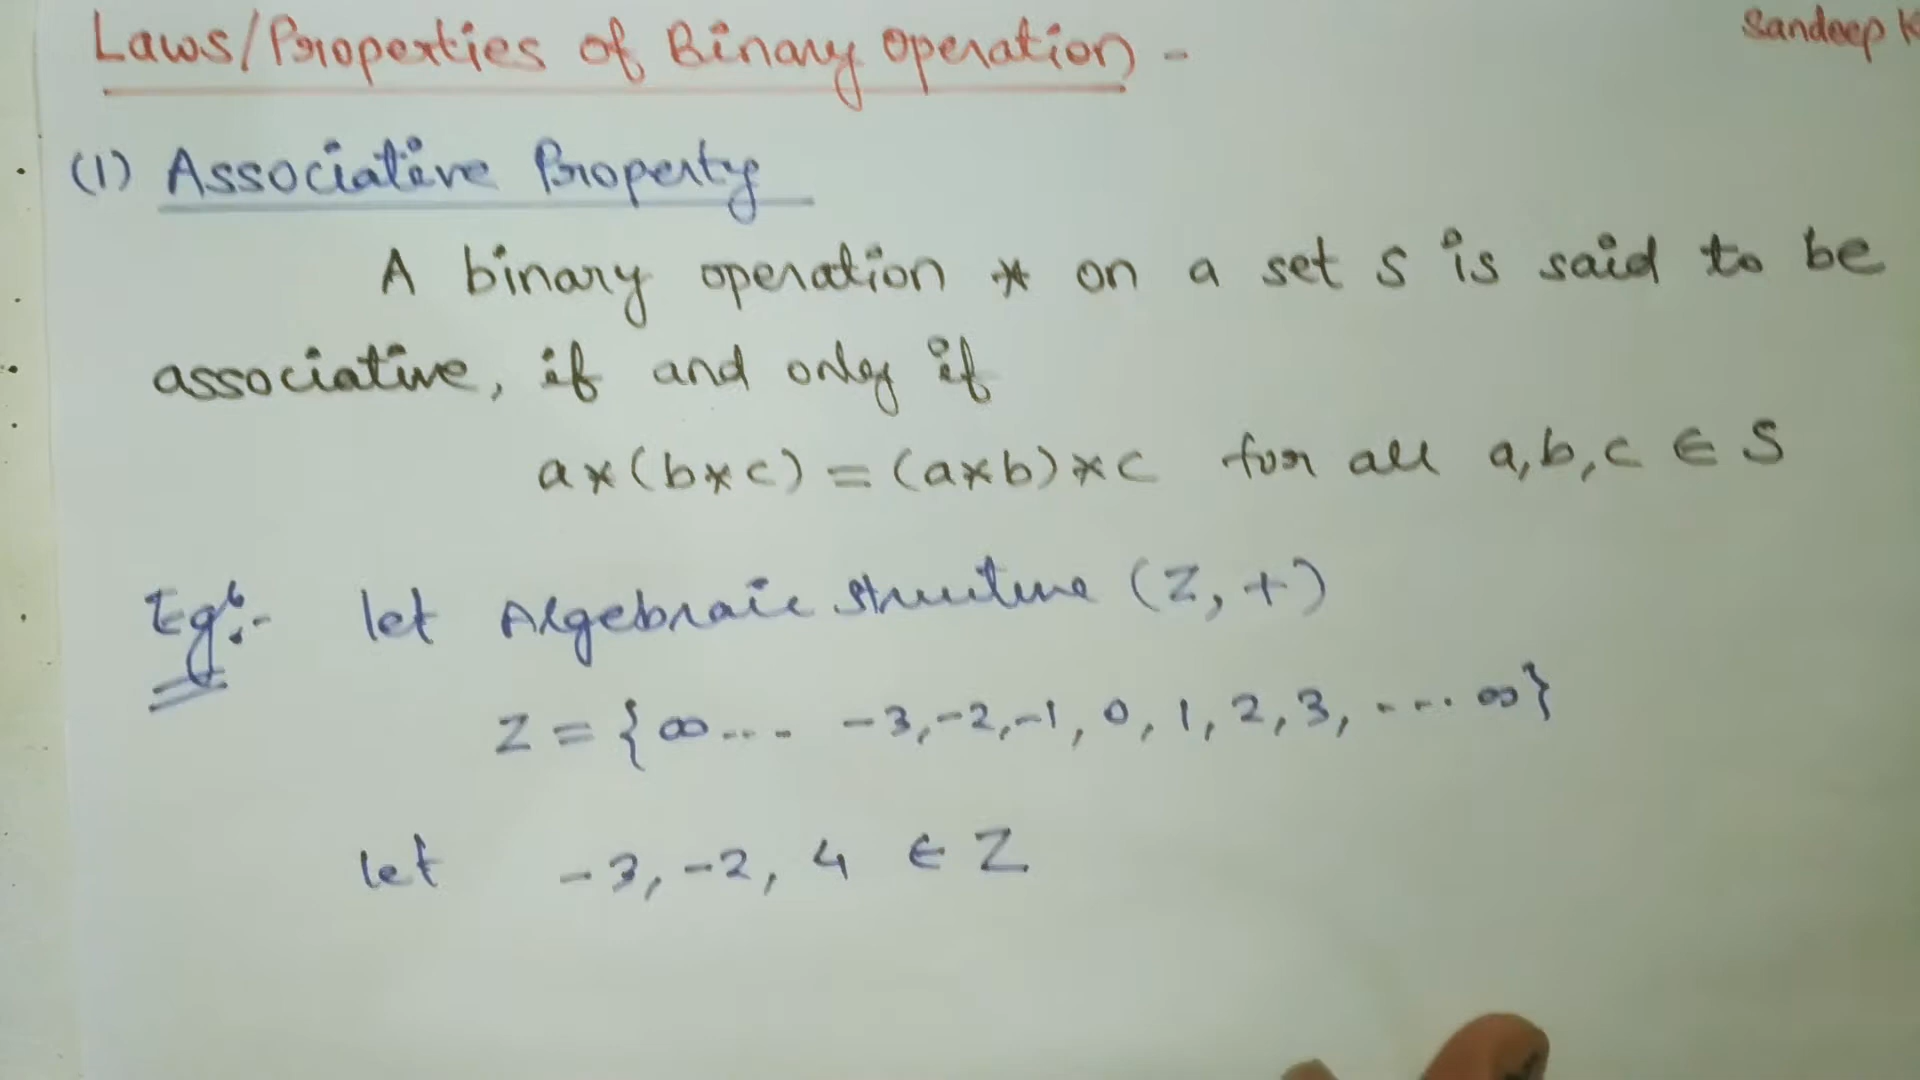 Laws/Properties of Binary Operation -
Sandeep K
(1) Associative Property
A binary operation * on a set S is said to be
associative, if and only if
a*(b*c) = (a*b)*c for all a,b,c ∈ S
Eg:- let Algebraic structure (Z, +)
Z = {∞... -3,-2,-1, 0, 1, 2, 3, .... ∞}
let -3, -2, 4 ∈ Z